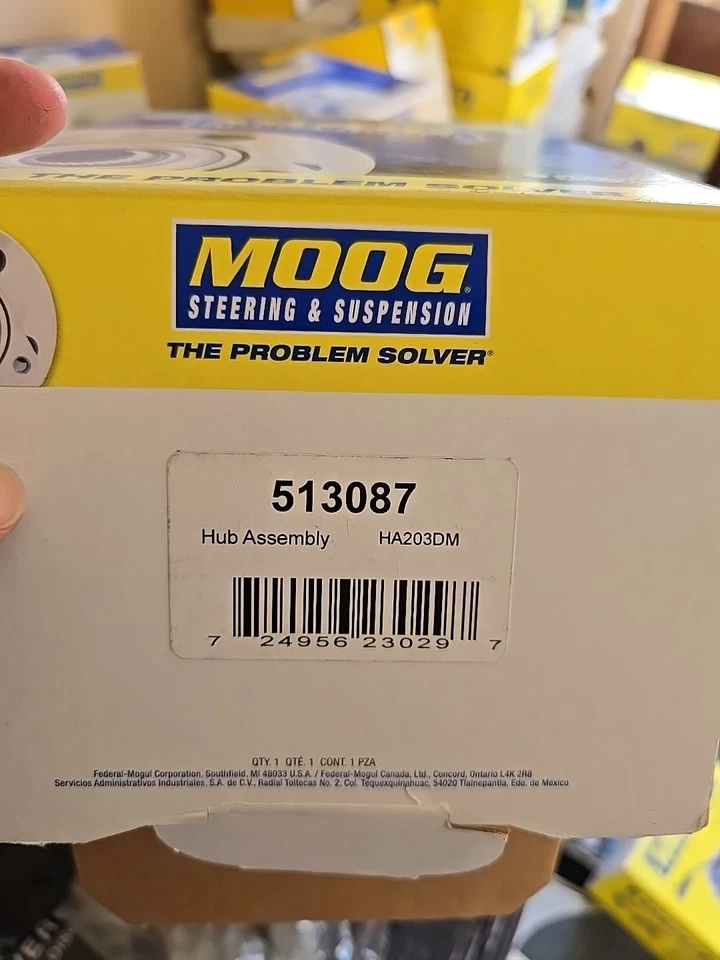 THE PROBLEM SOLVER
MOOG®
STEERING & SUSPENSION
THE PROBLEM SOLVER®
513087
Hub Assembly HA203DM
7 24956 23029 7
QTY. 1 QTÉ. 1 CONT. 1 PZA
Federal-Mogul Corporation, Southfield, MI 48033 U.S.A. / Federal-Mogul Canada, Ltd., Concord, Ontario L4K 2R8
Servicios Administrativos Industriales, S.A. de C.V., Radial Toltecas No. 2, Col. Tequexquinahuac, 54020 Tlalnepantla, Edo. de México